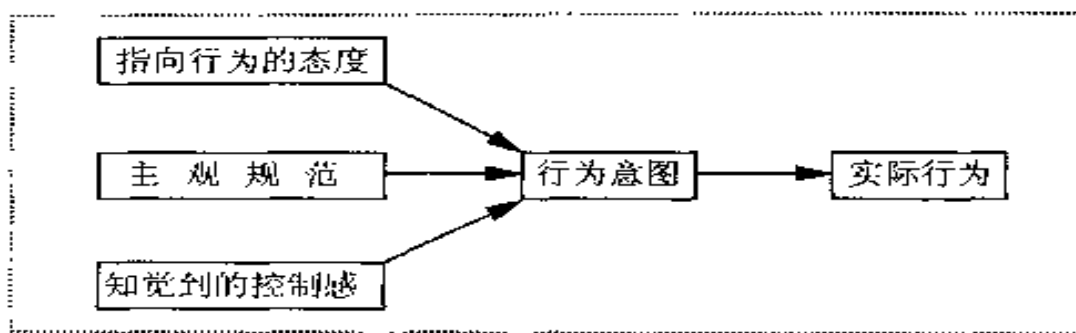 指向行为的态度
主观规范
行为意图
实际行为
知觉到的控制感